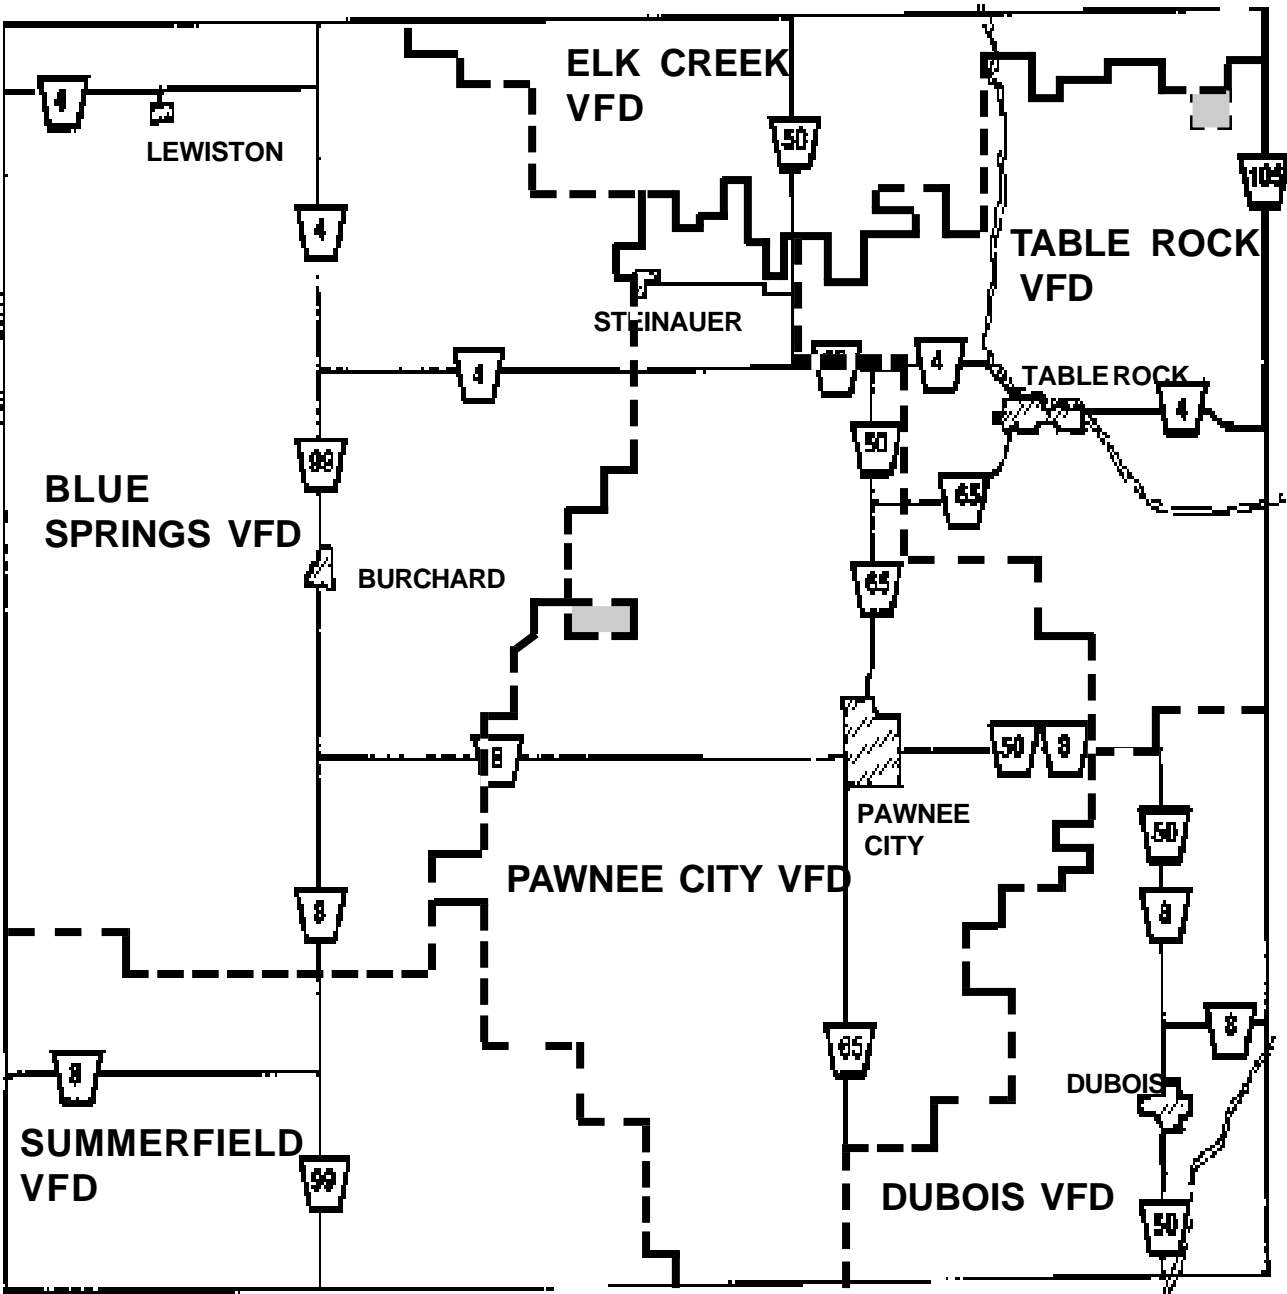 ELK CREEK
VFD
4
LEWISTON
50
105
4
TABLE ROCK
VFD
STEINAUER
4
4
TABLE ROCK
4
50
99
BLUE
SPRINGS VFD
65
BURCHARD
65
8
50
8
PAWNEE
CITY
50
PAWNEE CITY VFD
8
8
8
65
8
DUBOIS
SUMMERFIELD
VFD
99
DUBOIS VFD
50